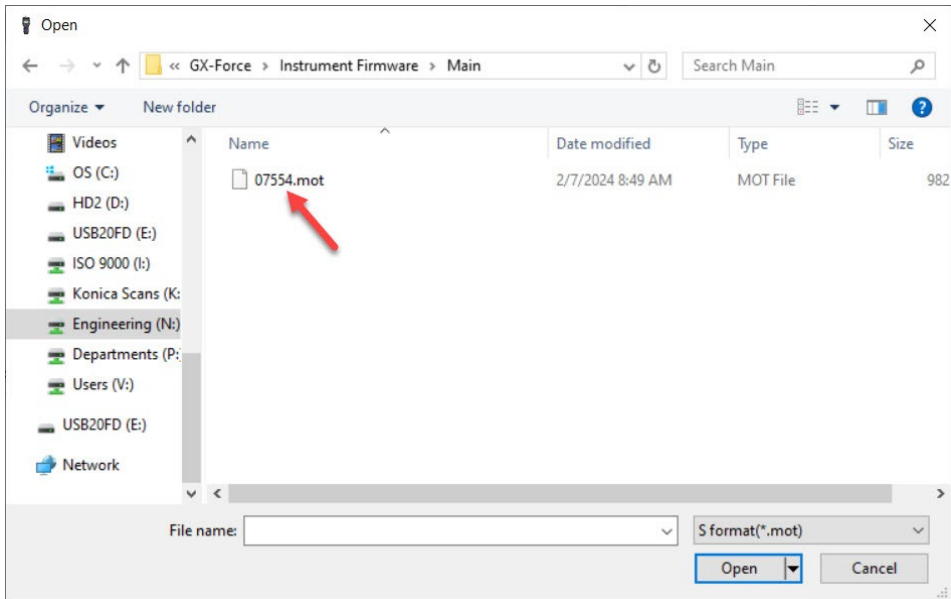 Open
« GX-Force > Instrument Firmware > Main
Search Main
Organize
New folder
Name
Date modified
Type
Size
07554.mot
2/7/2024 8:49 AM
MOT File
982
Videos
OS (C:)
HD2 (D:)
USB20FD (E:)
ISO 9000 (I:)
Konica Scans (K:
Engineering (N:)
Departments (P:
Users (V:)
USB20FD (E:)
Network
File name:
S format(*.mot)
Open
Cancel